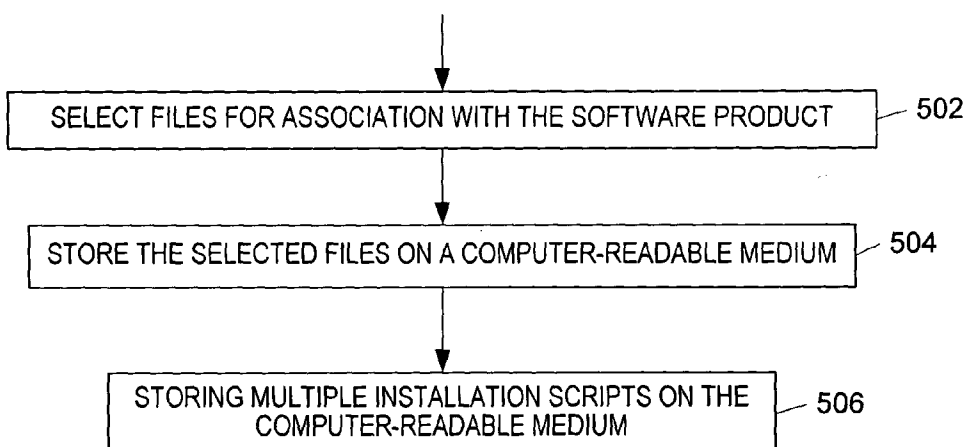 SELECT FILES FOR ASSOCIATION WITH THE SOFTWARE PRODUCT
502
STORE THE SELECTED FILES ON A COMPUTER-READABLE MEDIUM
504
STORING MULTIPLE INSTALLATION SCRIPTS ON THE
COMPUTER-READABLE MEDIUM
506